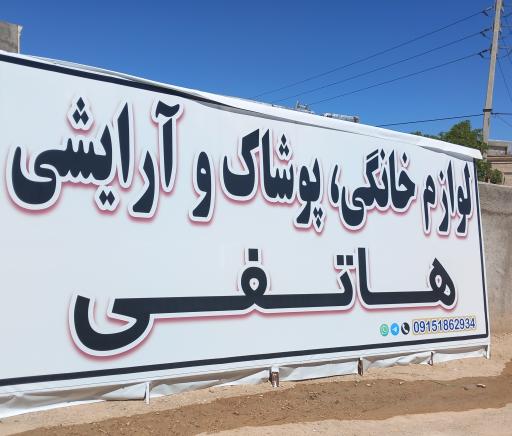 لوازم خانگی، پوشاک و آرایشی
هاتفی
09151862934